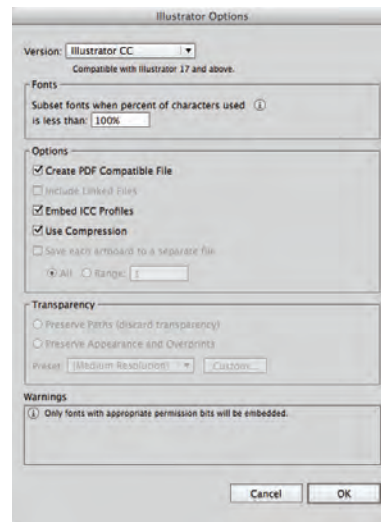 Illustrator Options
Version: Illustrator CC
Compatible with Illustrator 17 and above.
Fonts
Subset fonts when percent of characters used
is less than: 100%
Options
Create PDF Compatible File
Include Linked Files
Embed ICC Profiles
Use Compression
Save each artboard to a separate file
All Range: 1
Transparency
Preserve Paths (discard transparency)
Preserve Appearance and Overprints
Preset: [Medium Resolution] Custom...
Warnings
Only fonts with appropriate permission bits will be embedded.
Cancel OK